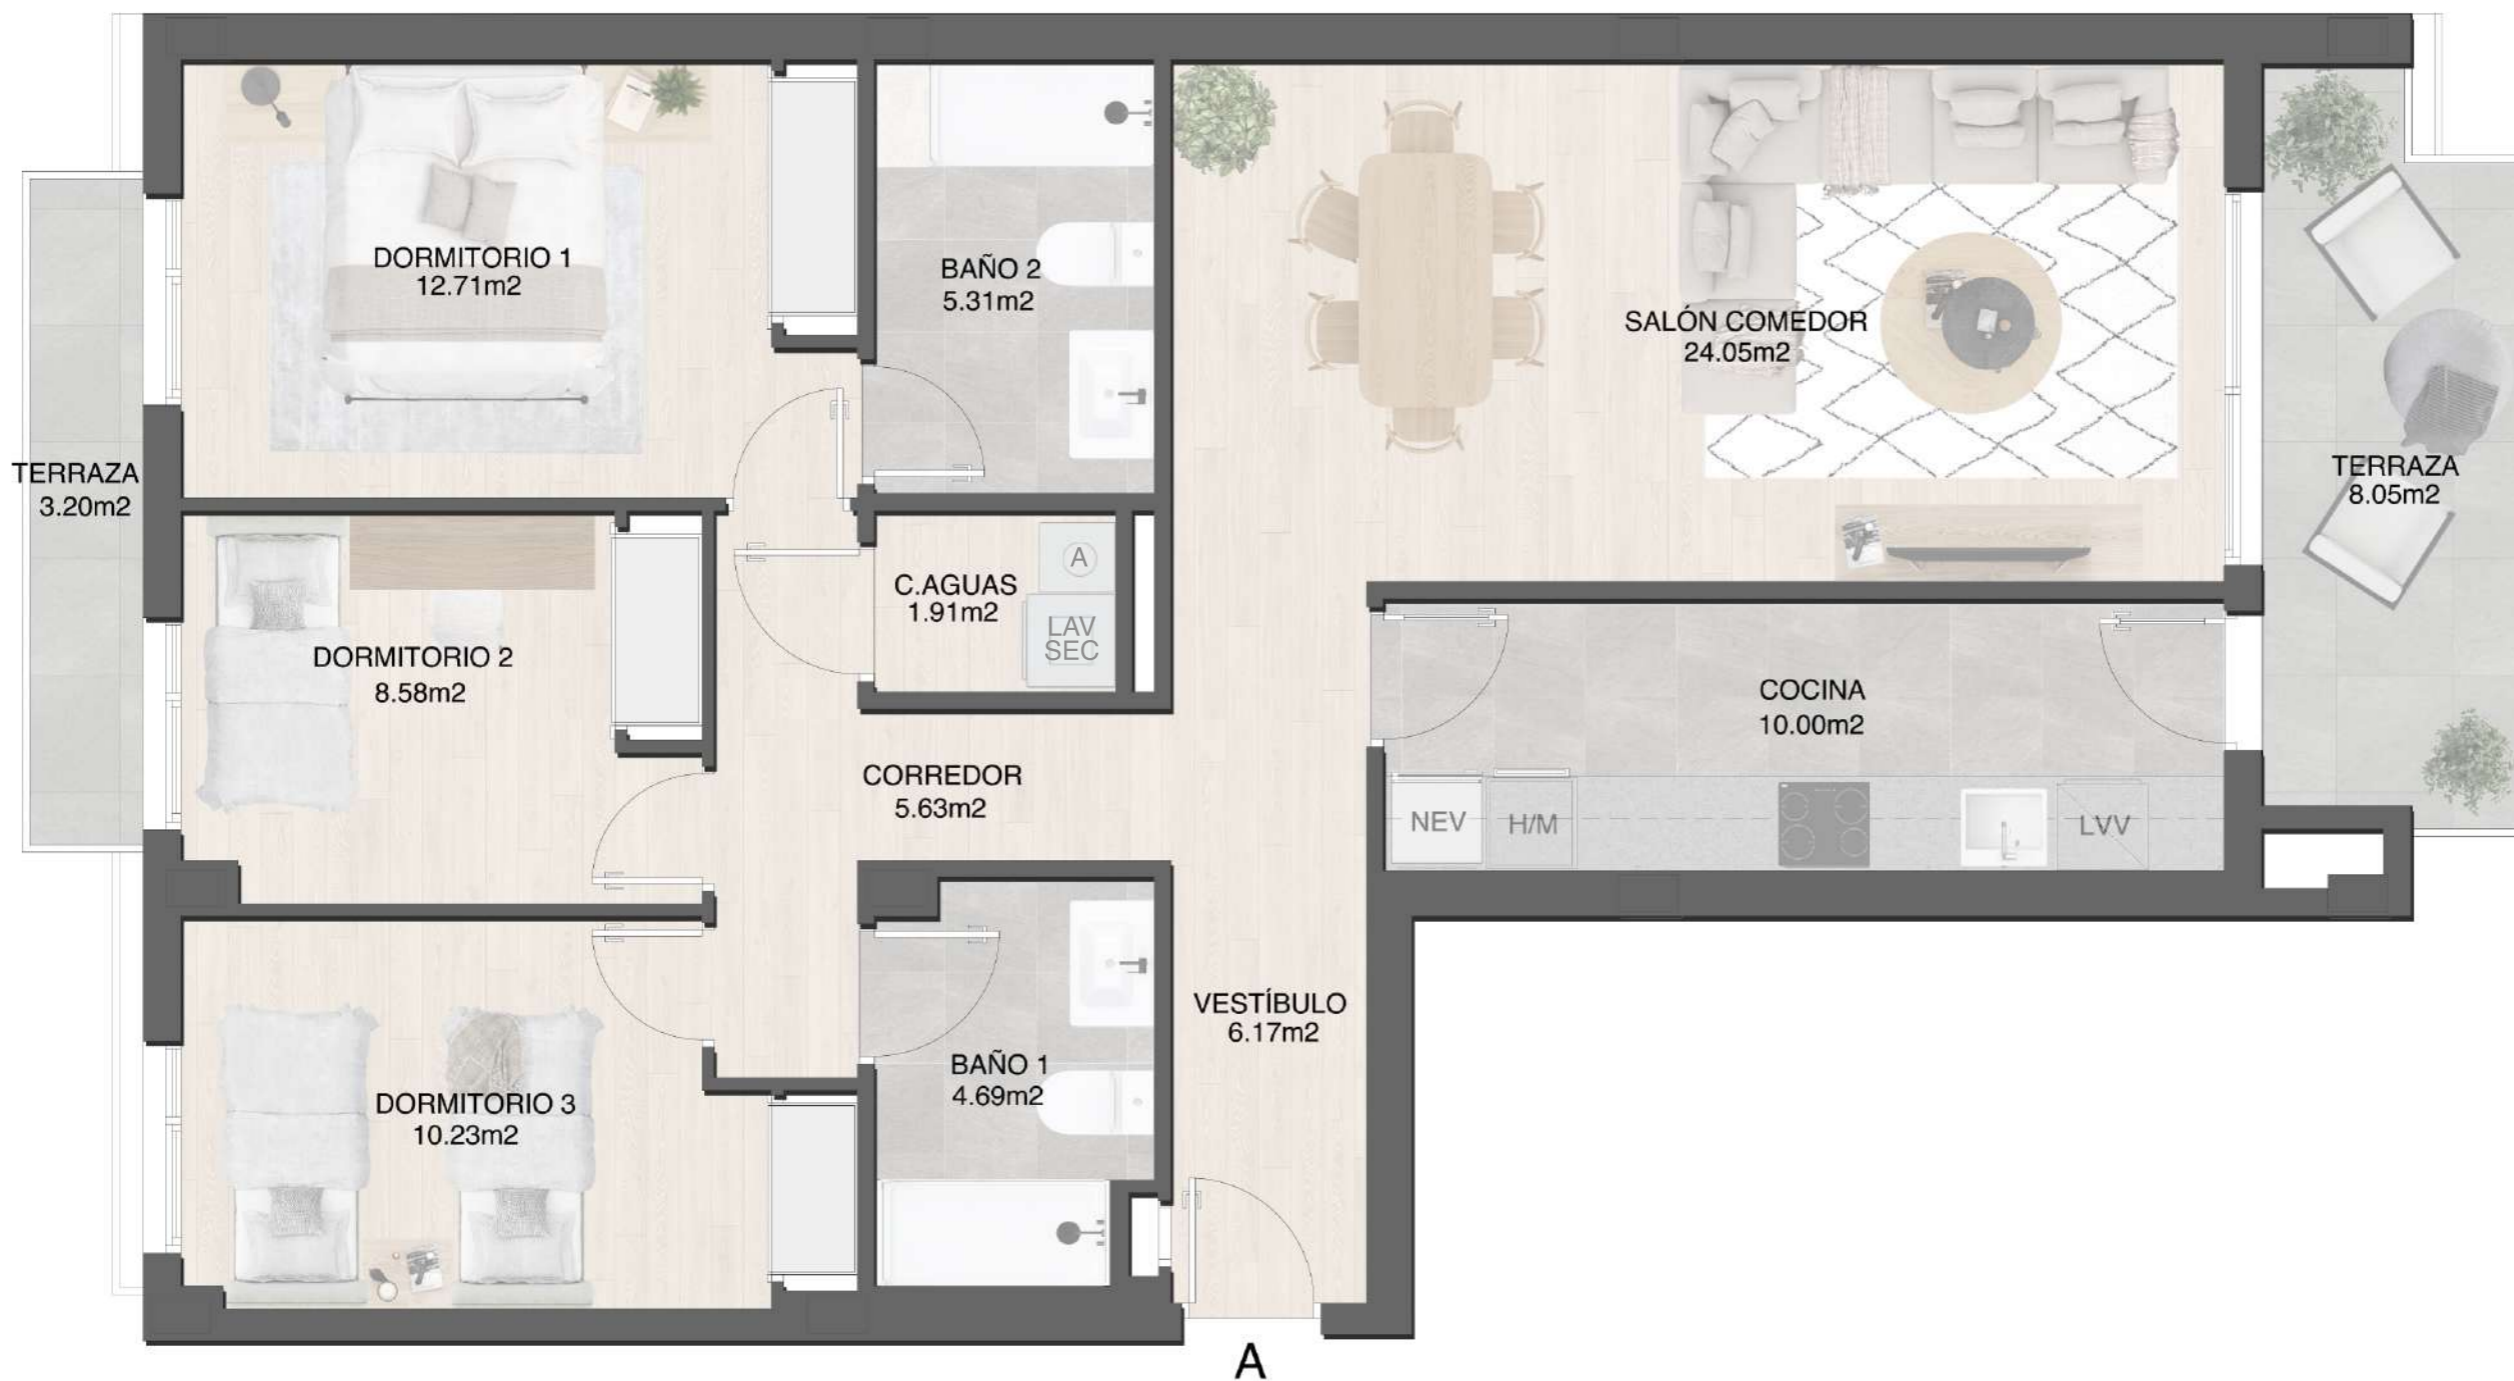 DORMITORIO 1
12.71m2
BAÑO 2
5.31m2
SALÓN COMEDOR
24.05m2
TERRAZA
3.20m2
TERRAZA
8.05m2
A
C.AGUAS
1.91m2
LAV
SEC
DORMITORIO 2
8.58m2
COCINA
10.00m2
CORREDOR
5.63m2
NEV
H/M
LVV
VESTÍBULO
6.17m2
BAÑO 1
4.69m2
DORMITORIO 3
10.23m2
A